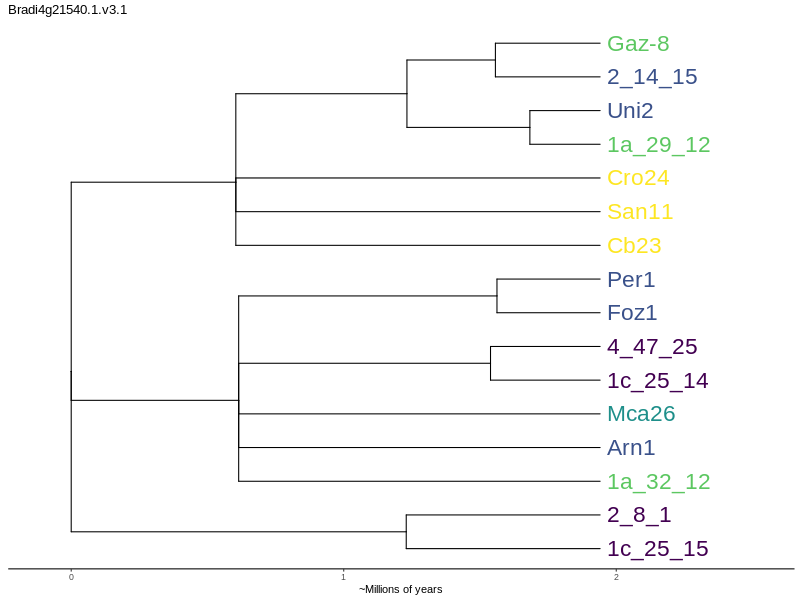 Bradi4g21540.1.v3.1
Gaz-8
2_14_15
Uni2
1a_29_12
Cro24
San11
Cb23
Per1
Foz1
4_47_25
1c_25_14
Mca26
Arn1
1a_32_12
2_8_1
1c_25_15
0 1 2
~Millions of years